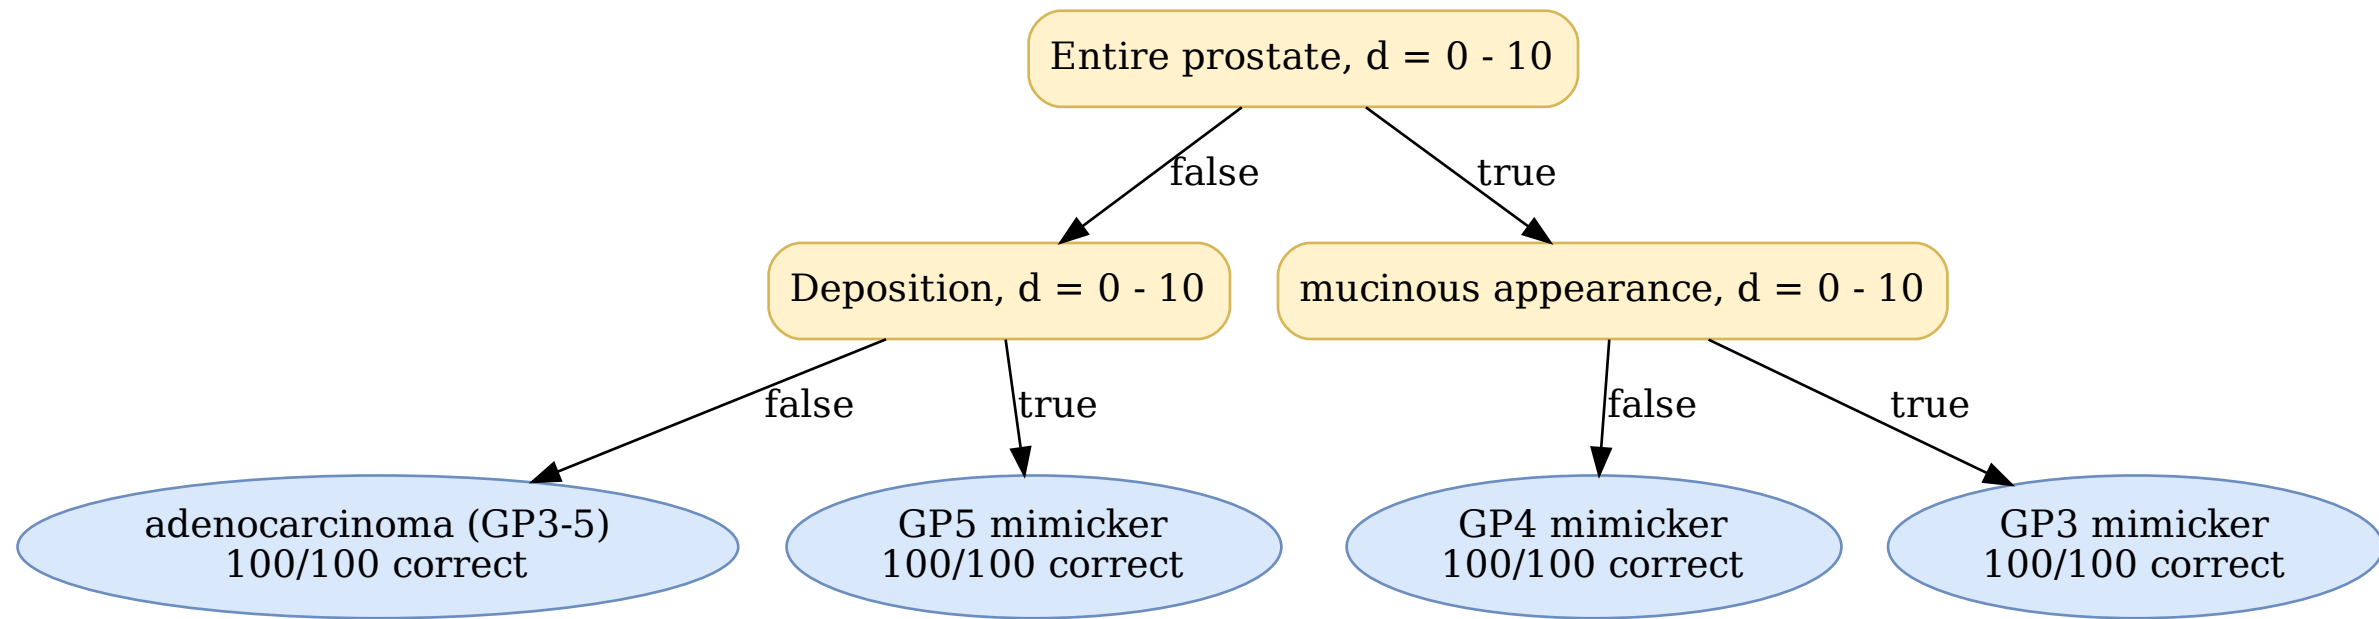 Entire prostate, d = 0 - 10
false
true
Deposition, d = 0 - 10
mucinous appearance, d = 0 - 10
false
true
false
true
adenocarcinoma (GP3-5)
100/100 correct
GP5 mimicker
100/100 correct
GP4 mimicker
100/100 correct
GP3 mimicker
100/100 correct